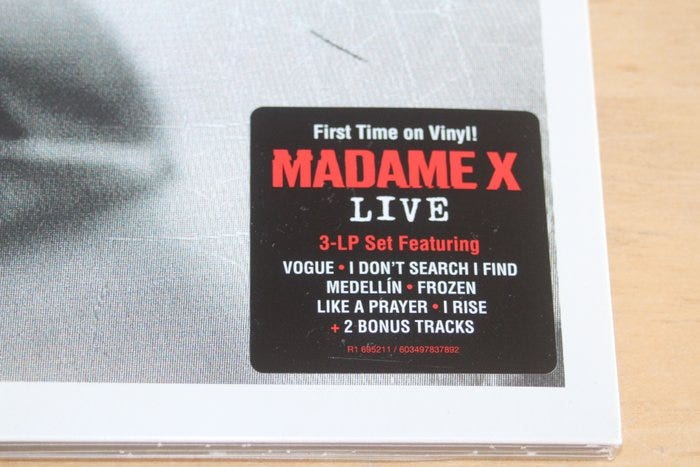 First Time on Vinyl!
MADAME X
LIVE
3-LP Set Featuring
VOGUE • I DON'T SEARCH I FIND
MEDELLÍN • FROZEN
LIKE A PRAYER • I RISE
+ 2 BONUS TRACKS
R1 695211 / 603497837892